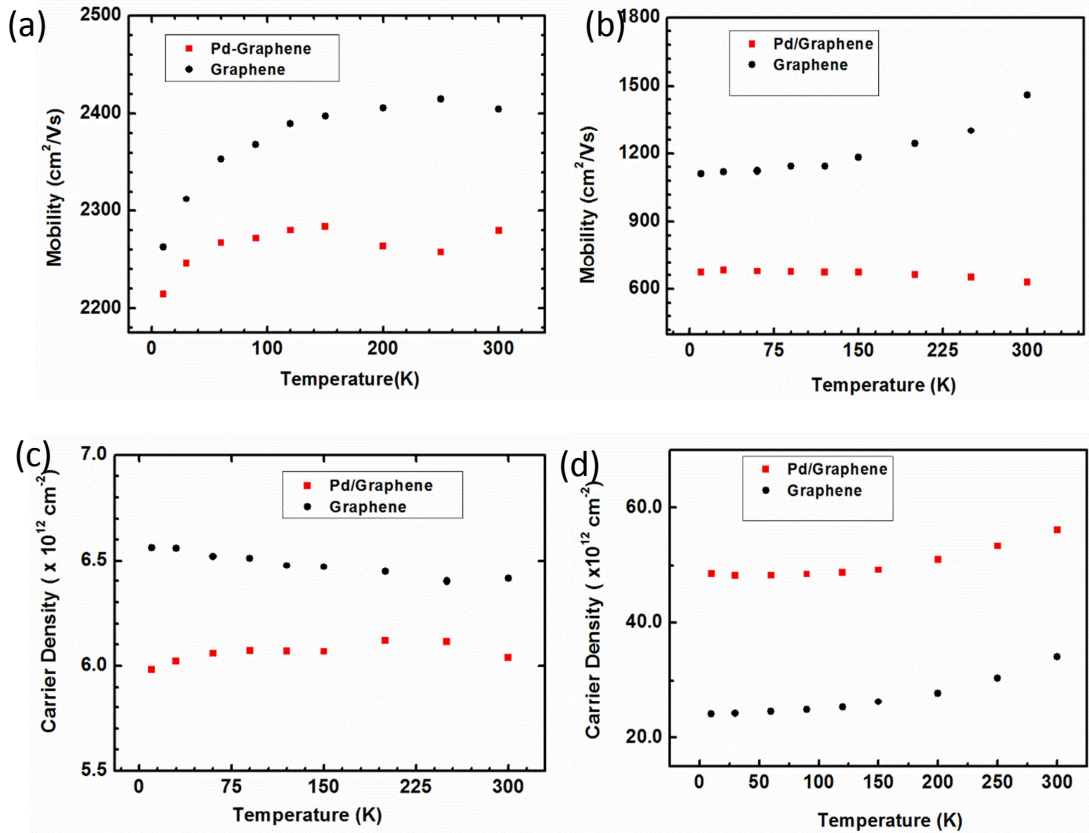 (a)
2500
2400
2300
2200
Mobility (cm²/Vs)
Pd-Graphene
Graphene
0 100 200 300
Temperature(K)
(b)
1800
1500
1200
900
600
Mobility (cm²/Vs)
Pd/Graphene
Graphene
0 75 150 225 300
Temperature (K)
(c)
7.0
6.5
6.0
5.5
Carrier Density ( x 10¹² cm⁻²)
Pd/Graphene
Graphene
0 75 150 225 300
Temperature (K)
(d)
60.0
40.0
20.0
Carrier Density ( x10¹² cm⁻²)
Pd/Graphene
Graphene
0 50 100 150 200 250 300
Temperature (K)